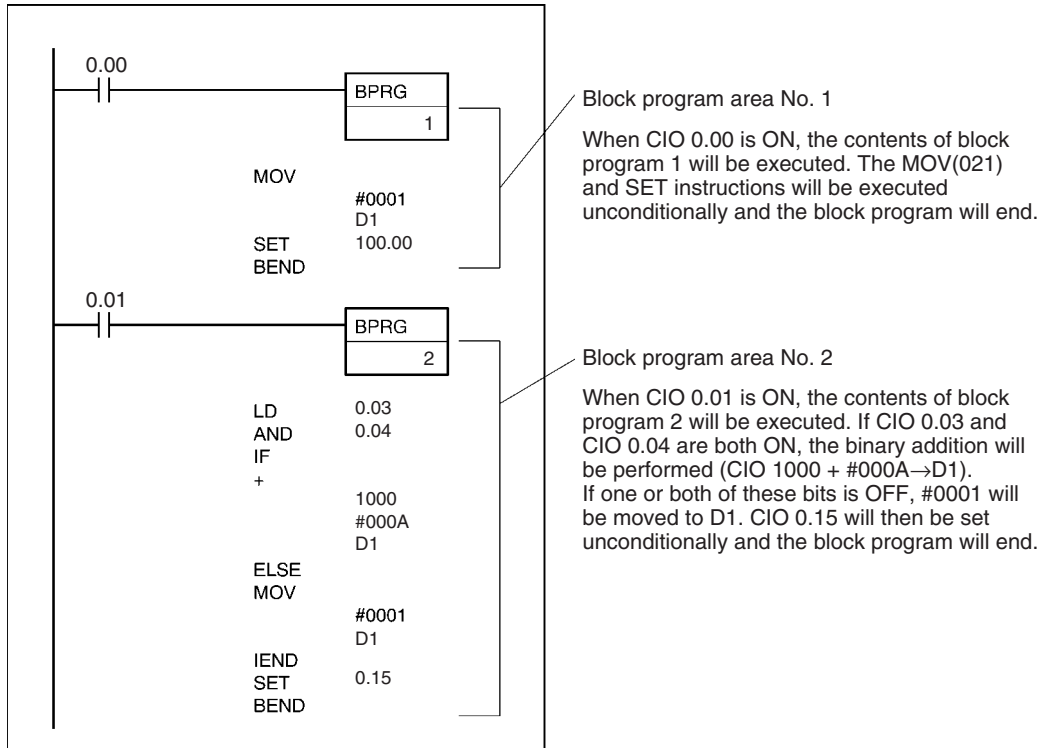 0.00
BPRG
1
MOV
#0001
D1
SET 100.00
BEND
Block program area No. 1
When CIO 0.00 is ON, the contents of block
program 1 will be executed. The MOV(021)
and SET instructions will be executed
unconditionally and the block program will end.
0.01
BPRG
2
LD 0.03
AND 0.04
IF
+
1000
#000A
D1
ELSE
MOV
#0001
D1
IEND
SET 0.15
BEND
Block program area No. 2
When CIO 0.01 is ON, the contents of block
program 2 will be executed. If CIO 0.03 and
CIO 0.04 are both ON, the binary addition will
be performed (CIO 1000 + #000A→D1).
If one or both of these bits is OFF, #0001 will
be moved to D1. CIO 0.15 will then be set
unconditionally and the block program will end.